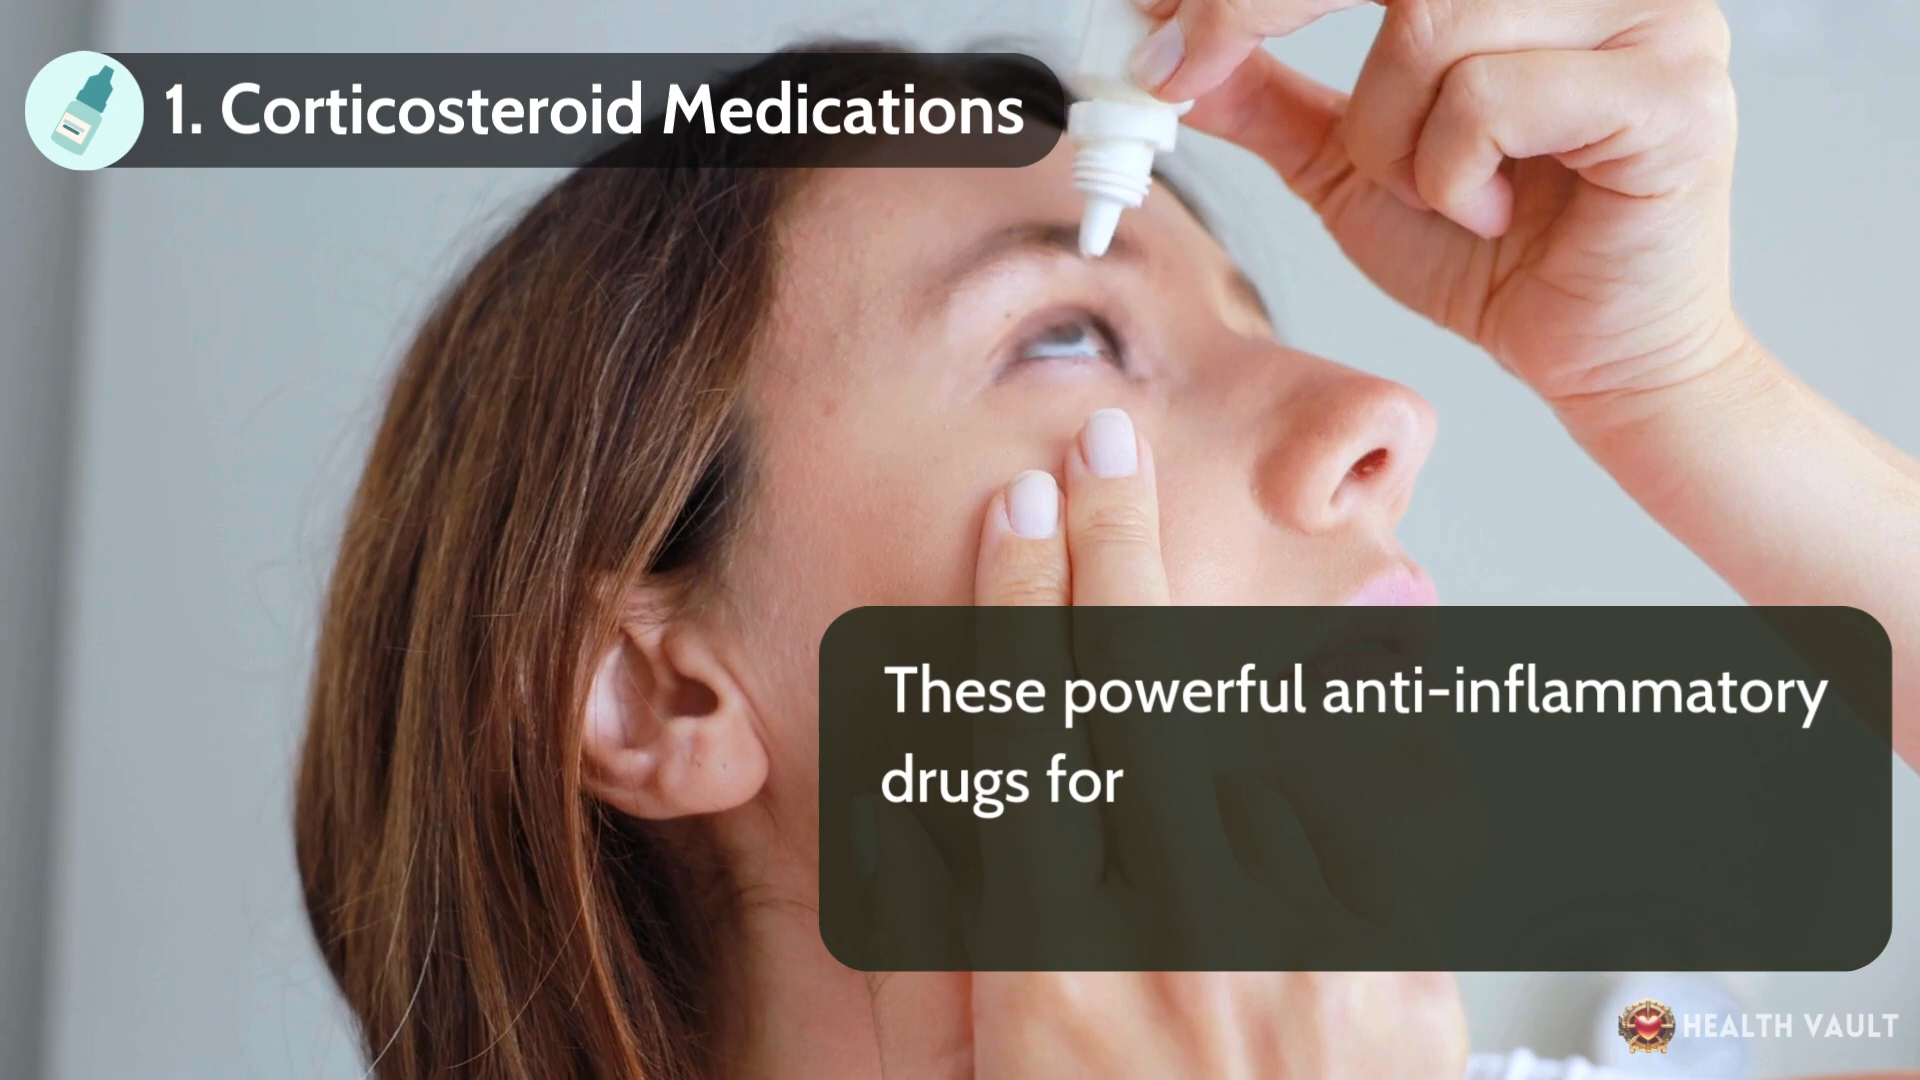 1. Corticosteroid Medications
These powerful anti-inflammatory
drugs for
HEALTH VAULT